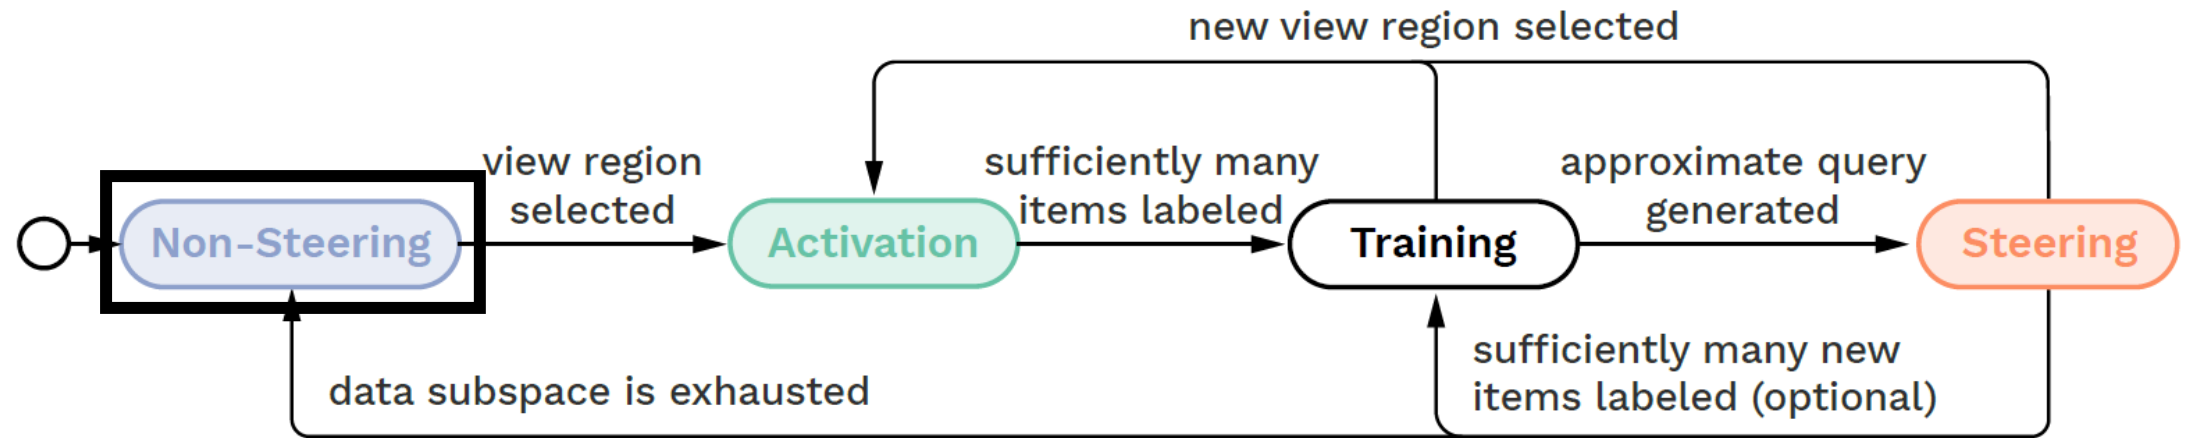 new view region selected
view region
selected
sufficiently many
items labeled
approximate query
generated
Non-Steering
Activation
Training
Steering
data subspace is exhausted
sufficiently many new
items labeled (optional)